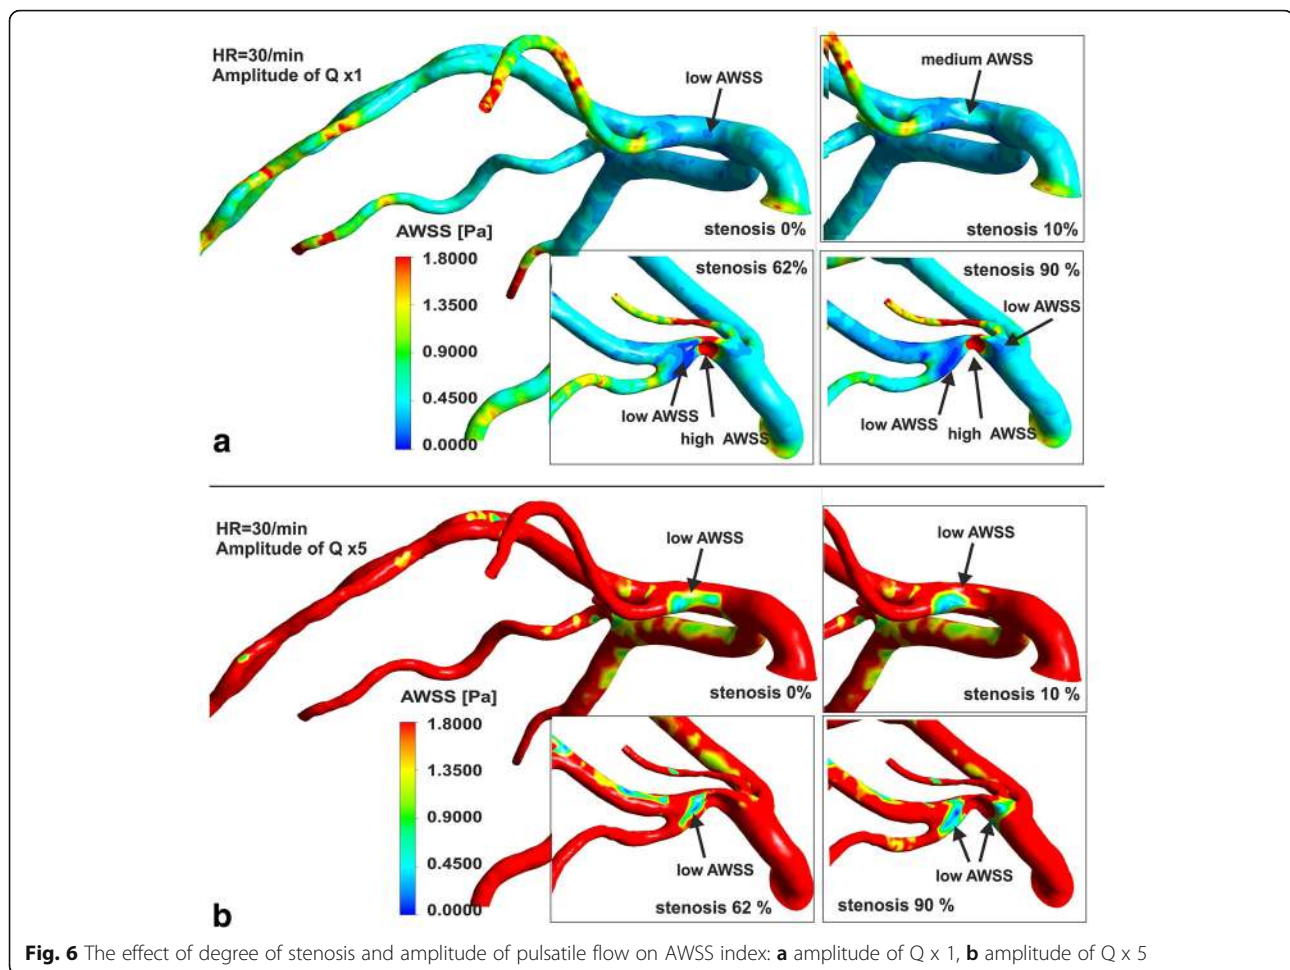 HR=30/min
Amplitude of Q x1
low AWSS
stenosis 0%
medium AWSS
stenosis 10%
AWSS [Pa]
1.8000
1.3500
0.9000
0.4500
0.0000
stenosis 62%
low AWSS
high AWSS
stenosis 90 %
low AWSS
low AWSS
high AWSS
a
HR=30/min
Amplitude of Q x5
low AWSS
stenosis 0%
low AWSS
stenosis 10 %
AWSS [Pa]
1.8000
1.3500
0.9000
0.4500
0.0000
low AWSS
stenosis 62 %
low AWSS
stenosis 90 %
b
Fig. 6 The effect of degree of stenosis and amplitude of pulsatile flow on AWSS index: a amplitude of Q x 1, b amplitude of Q x 5